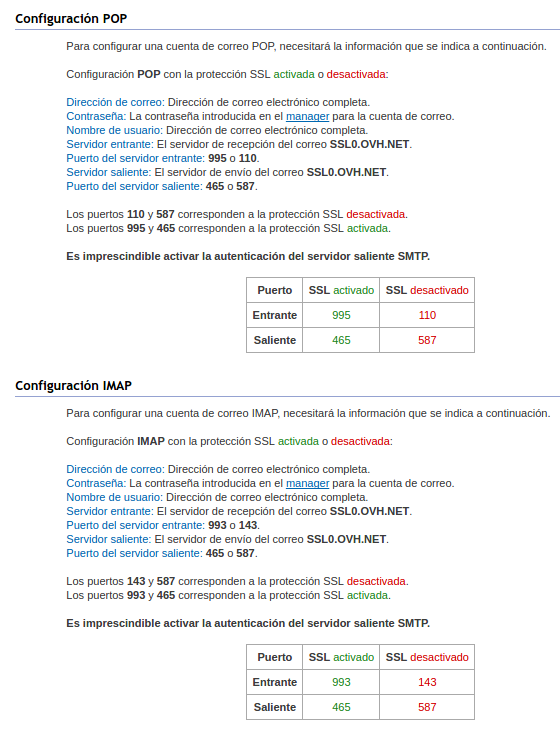 Configuración POP
Para configurar una cuenta de correo POP, necesitará la información que se indica a continuación.
Configuración POP con la protección SSL activada o desactivada:
Dirección de correo: Dirección de correo electrónico completa.
Contraseña: La contraseña introducida en el manager para la cuenta de correo.
Nombre de usuario: Dirección de correo electrónico completa.
Servidor entrante: El servidor de recepción del correo SSL0.OVH.NET.
Puerto del servidor entrante: 995 o 110.
Servidor saliente: El servidor de envío del correo SSL0.OVH.NET.
Puerto del servidor saliente: 465 o 587.
Los puertos 110 y 587 corresponden a la protección SSL desactivada.
Los puertos 995 y 465 corresponden a la protección SSL activada.
Es imprescindible activar la autenticación del servidor saliente SMTP.
Puerto SSL activado SSL desactivado
Entrante 995 110
Saliente 465 587
Configuración IMAP
Para configurar una cuenta de correo IMAP, necesitará la información que se indica a continuación.
Configuración IMAP con la protección SSL activada o desactivada:
Dirección de correo: Dirección de correo electrónico completa.
Contraseña: La contraseña introducida en el manager para la cuenta de correo.
Nombre de usuario: Dirección de correo electrónico completa.
Servidor entrante: El servidor de recepción del correo SSL0.OVH.NET.
Puerto del servidor entrante: 993 o 143.
Servidor saliente: El servidor de envío del correo SSL0.OVH.NET.
Puerto del servidor saliente: 465 o 587.
Los puertos 143 y 587 corresponden a la protección SSL desactivada.
Los puertos 993 y 465 corresponden a la protección SSL activada.
Es imprescindible activar la autenticación del servidor saliente SMTP.
Puerto SSL activado SSL desactivado
Entrante 993 143
Saliente 465 587